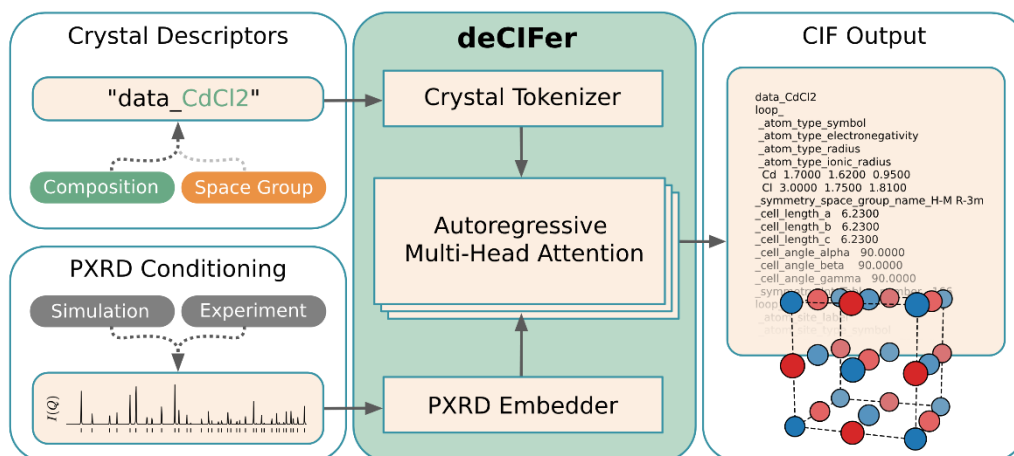 Crystal Descriptors
"data_CdCl2"
Composition
Space Group
PXRD Conditioning
Simulation
Experiment
I(Q)
deCIFer
Crystal Tokenizer
Autoregressive
Multi-Head Attention
PXRD Embedder
CIF Output
data_CdCl2
loop_
_atom_type_symbol
_atom_type_electronegativity
_atom_type_radius
_atom_type_ionic_radius
Cd 1.7000 1.6200 0.9500
Cl 3.0000 1.7500 1.8100
_symmetry_space_group_name_H-M R-3m
_cell_length_a 6.2300
_cell_length_b 6.2300
_cell_length_c 6.2300
_cell_angle_alpha 90.0000
_cell_angle_beta 90.0000
_cell_angle_gamma 90.0000
loop_
_atom_site_type_symbol